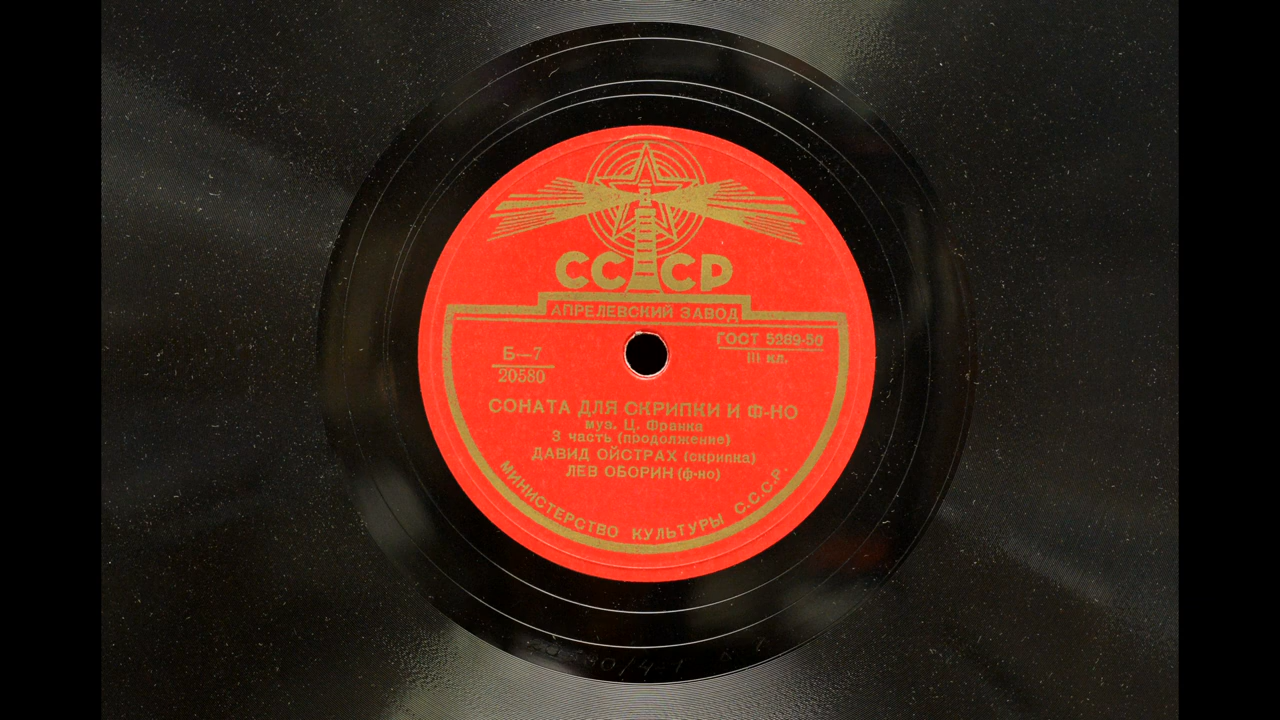 СССР
АПРЕЛЕВСКИЙ ЗАВОД
Б—7
20580
ГОСТ 5289-50
III кл.
СОНАТА ДЛЯ СКРИПКИ И Ф-НО
муз. Ц. Франка
3 часть (продолжение)
ДАВИД ОЙСТРАХ (скрипка)
ЛЕВ ОБОРИН (ф-но)
МИНИСТЕРСТВО КУЛЬТУРЫ С.С.С.Р.